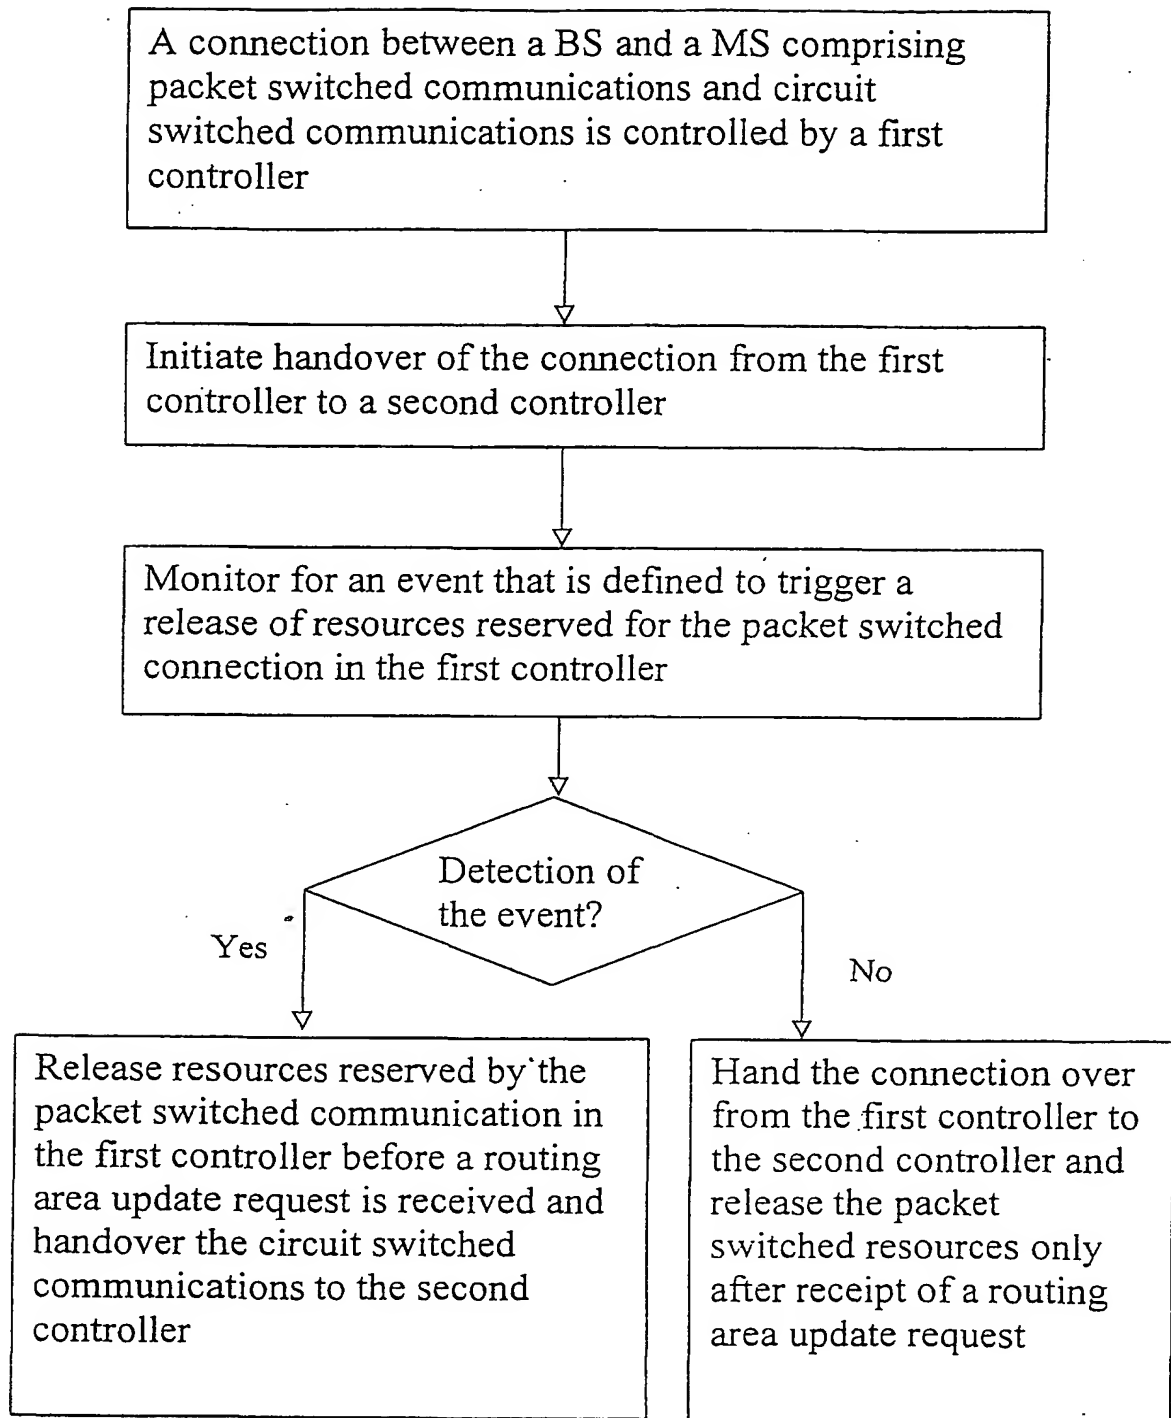 A connection between a BS and a MS comprising
packet switched communications and circuit
switched communications is controlled by a first
controller
Initiate handover of the connection from the first
controller to a second controller
Monitor for an event that is defined to trigger a
release of resources reserved for the packet switched
connection in the first controller
Detection of
the event?
Yes
No
Release resources reserved by the
packet switched communication in
the first controller before a routing
area update request is received and
handover the circuit switched
communications to the second
controller
Hand the connection over
from the first controller to
the second controller and
release the packet
switched resources only
after receipt of a routing
area update request